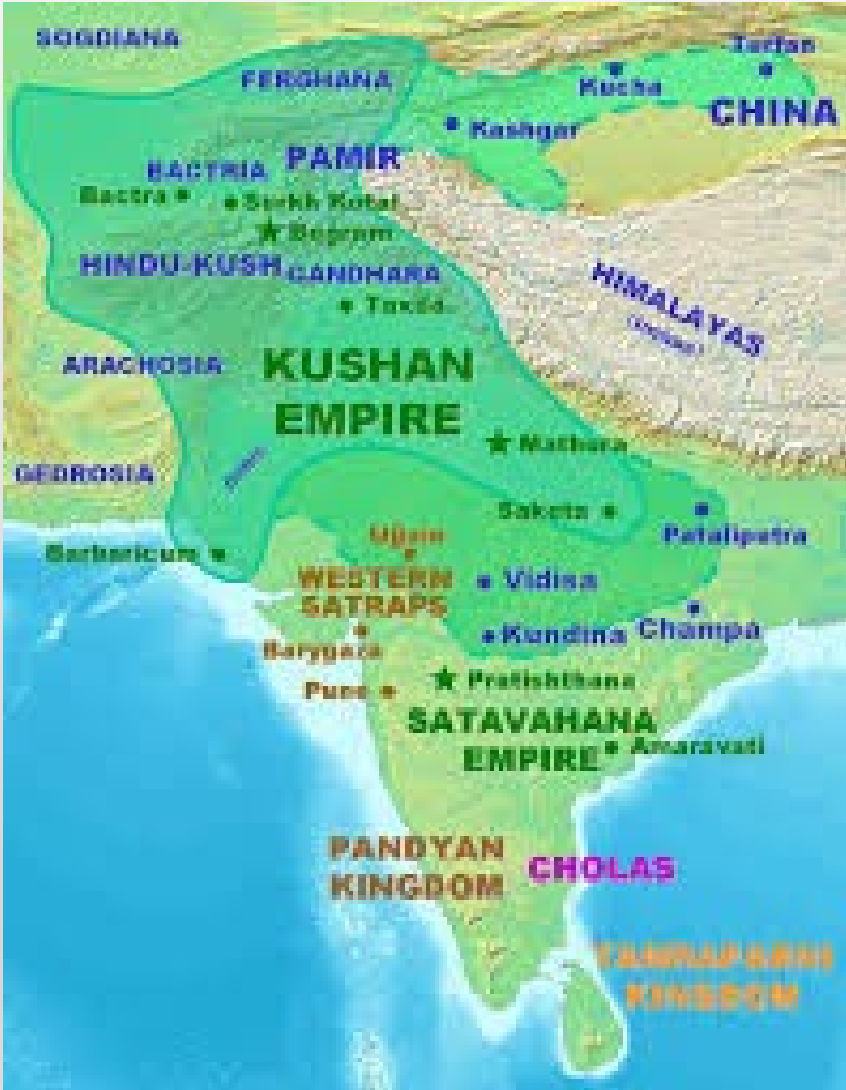 SOGDIANA
Turfan
FERGHANA
Kucha
CHINA
Kashgar
PAMIR
BACTRIA
Bactra
Surkh Kotal
Begram
HINDU-KUSH
GANDHARA
HIMALAYAS
Taxila
ARACHOSIA
KUSHAN
EMPIRE
Mathura
GEDROSIA
Saketa
Pataliputra
Ujjain
Barbaricum
WESTERN
SATRAPS
Vidisa
Kundina
Champa
Barygaza
Pratishthana
Pune
SATAVAHANA
EMPIRE
Amaravati
PANDYAN
KINGDOM
CHOLAS
TAMRAPARNI
KINGDOM